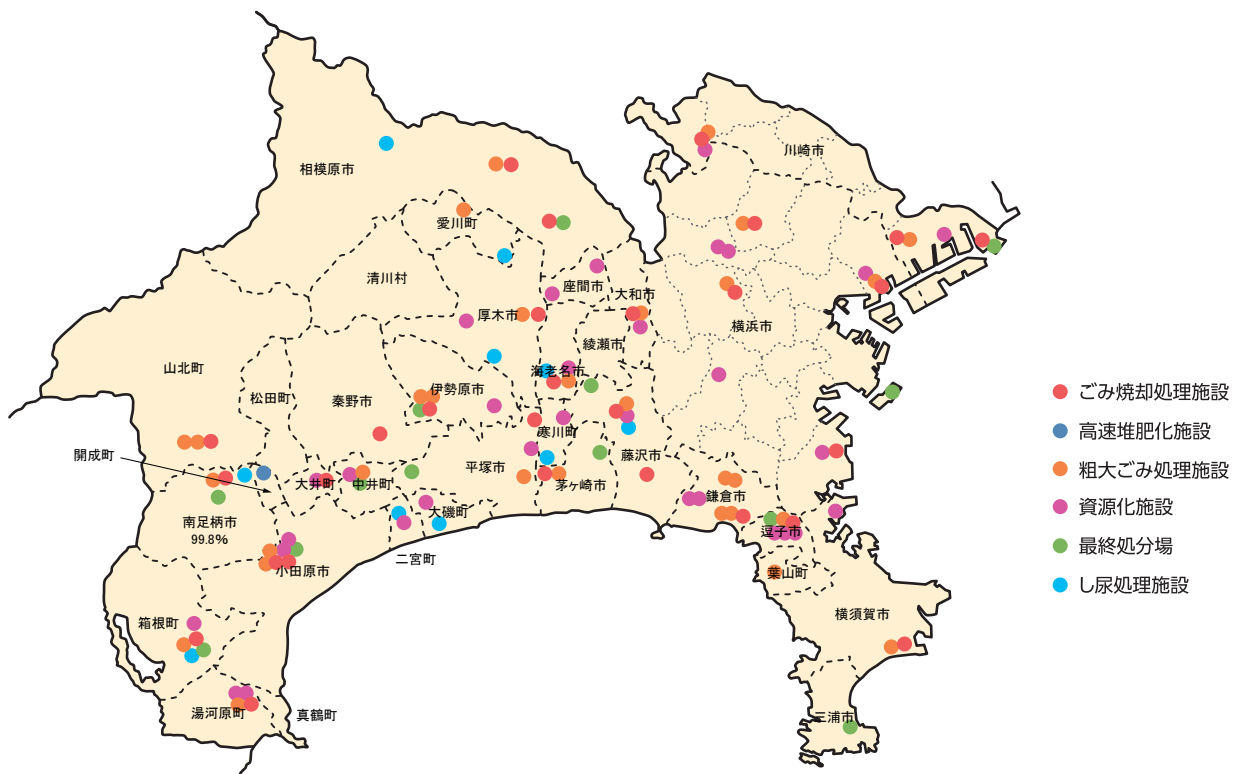 川崎市
相模原市
愛川町
清川村
座間市
大和市
厚木市
横浜市
綾瀬市
山北町
海老名市
伊勢原市
松田町
秦野市
寒川町
開成町
藤沢市
平塚市
大井町
中井町
茅ヶ崎市
鎌倉市
大磯町
南足柄市
99.8%
逗子市
二宮町
小田原市
葉山町
横須賀市
箱根町
湯河原町
真鶴町
三浦市
ごみ焼却処理施設
高速堆肥化施設
粗大ごみ処理施設
資源化施設
最終処分場
し尿処理施設